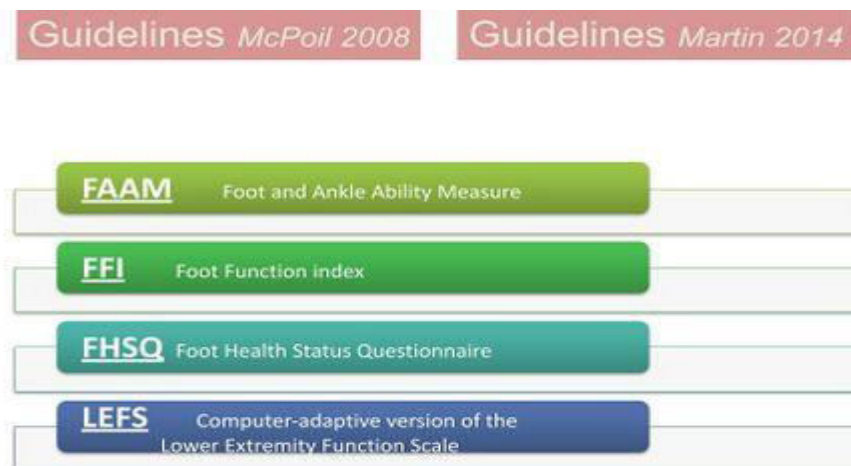 Guidelines McPoil 2008
Guidelines Martin 2014
FAAM Foot and Ankle Ability Measure
FFI Foot Function index
FHSQ Foot Health Status Questionnaire
LEFS Computer-adaptive version of the
Lower Extremity Function Scale